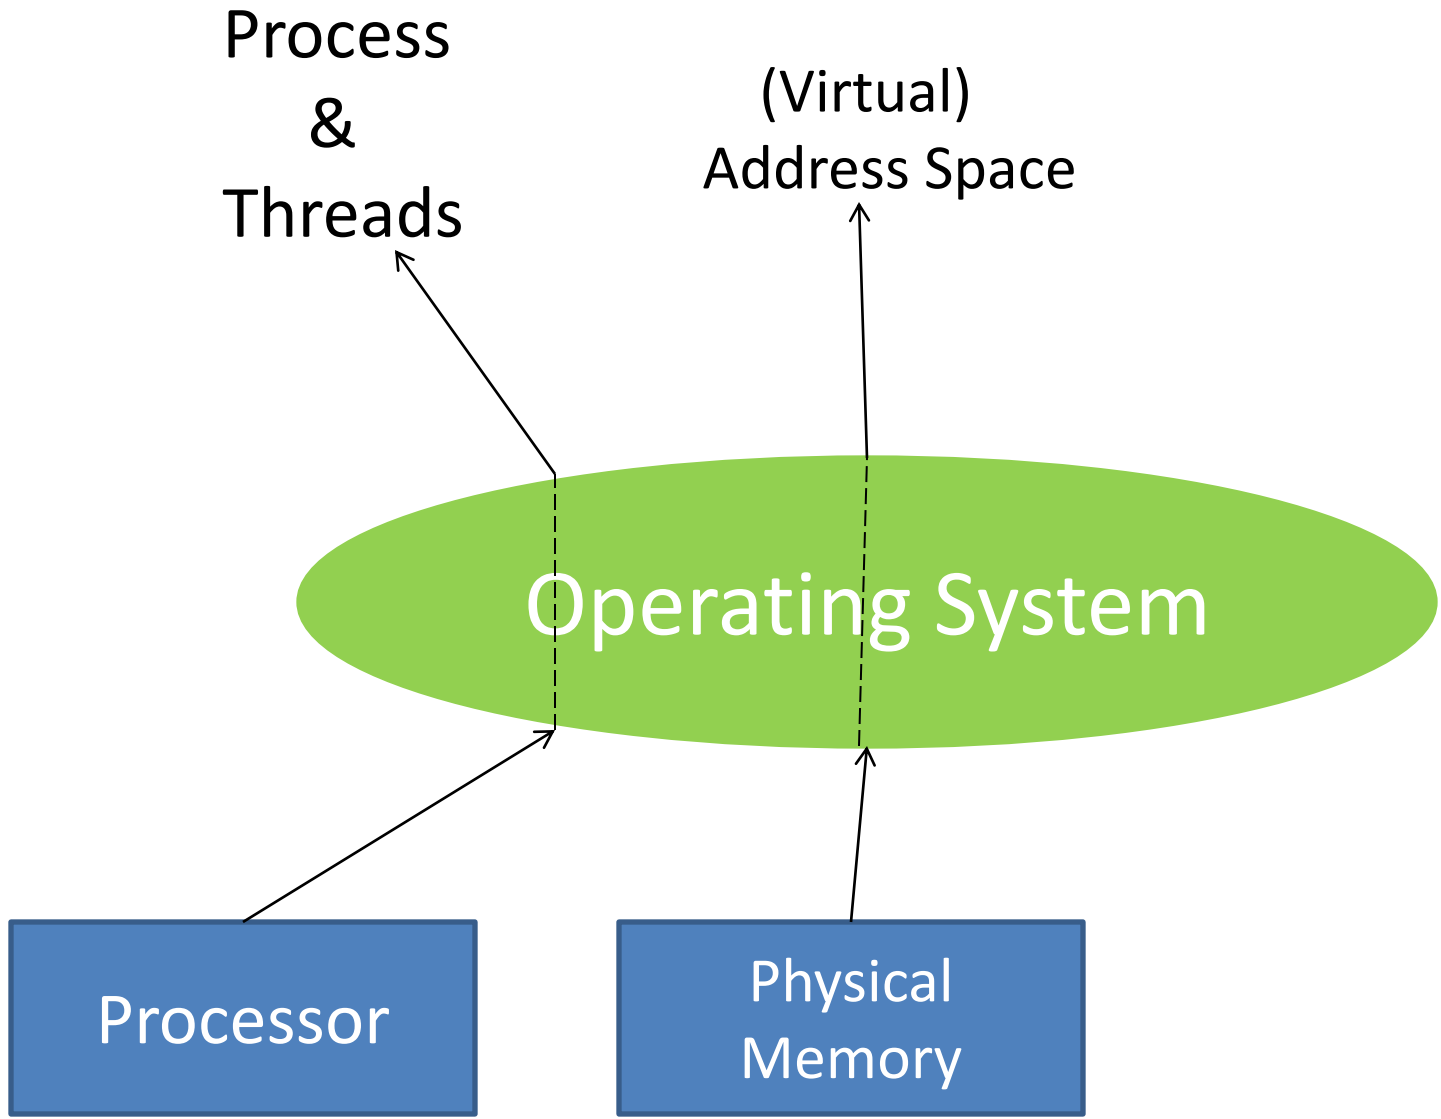 Process
&
Threads
(Virtual)
Address Space
Operating System
Processor
Physical
Memory